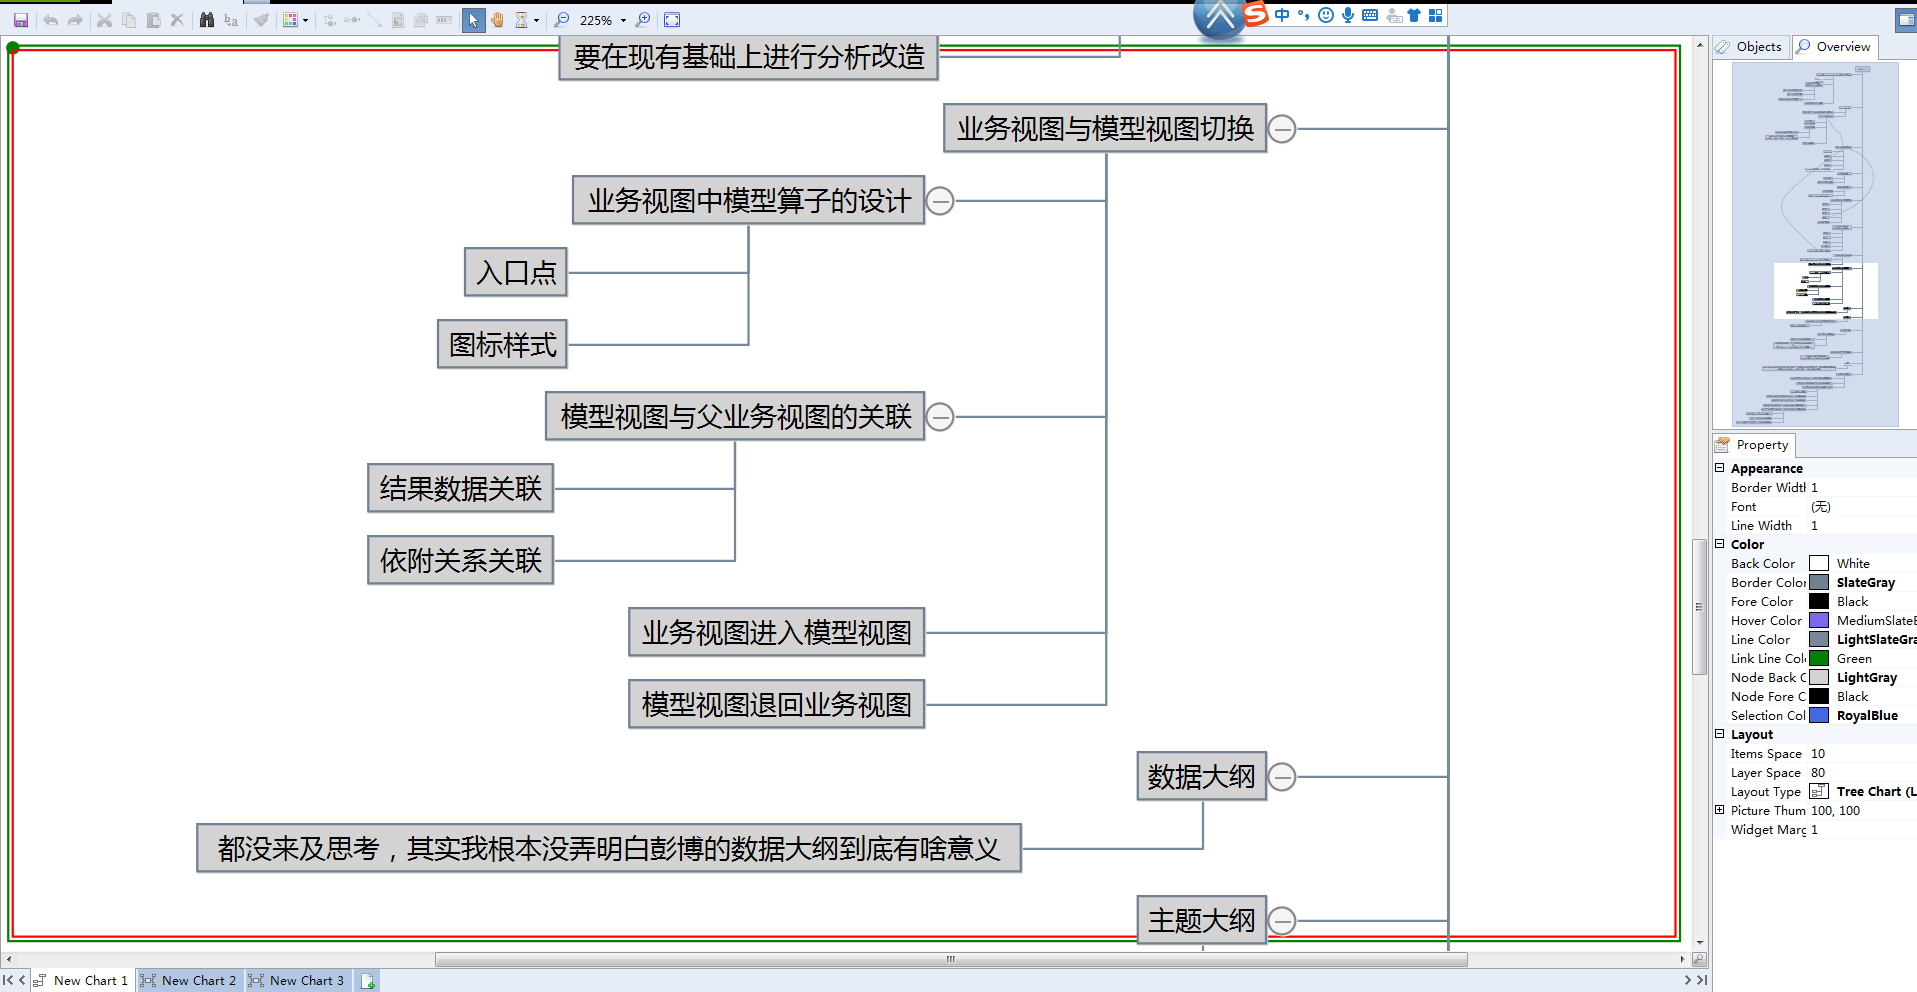 ba
225%
S
中
Objects
Overview
要在现有基础上进行分析改造
业务视图与模型视图切换
业务视图中模型算子的设计
入口点
图标样式
模型视图与父业务视图的关联
结果数据关联
依附关系关联
业务视图进入模型视图
模型视图退回业务视图
数据大纲
都没来及思考，其实我根本没弄明白彭博的数据大纲到底有啥意义
主题大纲
Property
Appearance
Border Widtl 1
Font (无)
Line Width 1
Color
Back Color White
Border Color SlateGray
Fore Color Black
Hover Color MediumSlateB
Line Color LightSlateGra
Link Line Colo Green
Node Back C LightGray
Node Fore C Black
Selection Col RoyalBlue
Layout
Items Space 10
Layer Space 80
Layout Type Tree Chart (L
Picture Thum 100, 100
Widget Març 1
New Chart 1
New Chart 2
New Chart 3